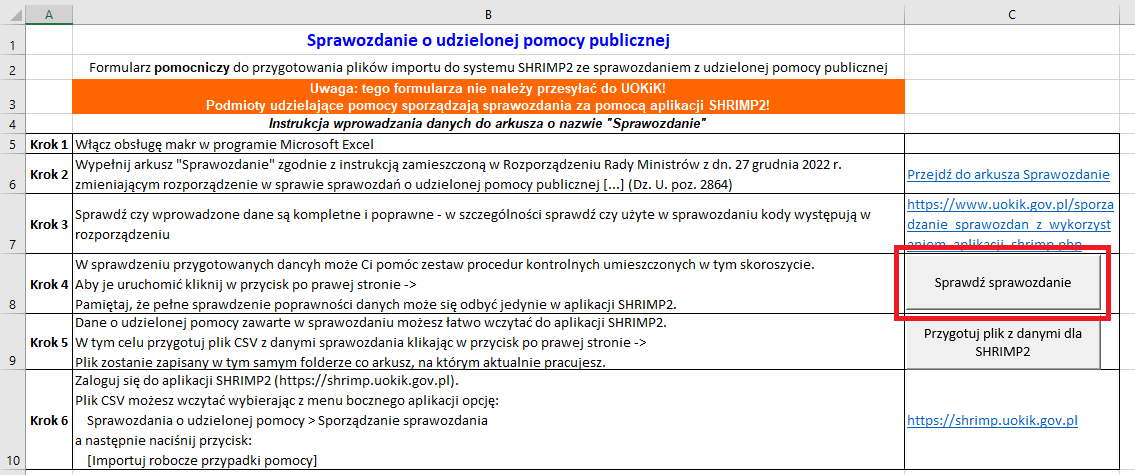 A B C
1 Sprawozdanie o udzielonej pomocy publicznej
2 Formularz pomocniczy do przygotowania plików importu do systemu SHRIMP2 ze sprawozdaniem z udzielonej pomocy publicznej
Uwaga: tego formularza nie należy przesyłać do UOKiK!
3 Podmioty udzielające pomocy sporządzają sprawozdania za pomocą aplikacji SHRIMP2!
4 Instrukcja wprowadzania danych do arkusza o nazwie "Sprawozdanie"
5 Krok 1 Włącz obsługę makr w programie Microsoft Excel
6 Krok 2 Wypełnij arkusz "Sprawozdanie" zgodnie z instrukcją zamieszczoną w Rozporządzeniu Rady Ministrów z dn. 27 grudnia 2022 r.
zmieniającym rozporządzenie w sprawie sprawozdań o udzielonej pomocy publicznej [...] (Dz. U. poz. 2864)
Przejdź do arkusza Sprawozdanie
7 Krok 3 Sprawdź czy wprowadzone dane są kompletne i poprawne - w szczególności sprawdź czy użyte w sprawozdaniu kody występują w
rozporządzeniu
https://www.uokik.gov.pl/sporza
dzanie_sprawozdan_z_wykorzyst
aniom_aplikacji_shrimp.php
8 Krok 4 W sprawdzeniu przygotowanych dancyh może Ci pomóc zestaw procedur kontrolnych umieszczonych w tym skoroszycie.
Aby je uruchomić kliknij w przycisk po prawej stronie ->
Pamiętaj, że pełne sprawdzenie poprawności danych może się odbyć jedynie w aplikacji SHRIMP2.
Sprawdź sprawozdanie
9 Krok 5 Dane o udzielonej pomocy zawarte w sprawozdaniu możesz łatwo wczytać do aplikacji SHRIMP2.
W tym celu przygotuj plik CSV z danymi sprawozdania klikając w przycisk po prawej stronie ->
Plik zostanie zapisany w tym samym folderze co arkusz, na którym aktualnie pracujesz.
Przygotuj plik z danymi dla
SHRIMP2
10 Krok 6 Zaloguj się do aplikacji SHRIMP2 (https://shrimp.uokik.gov.pl).
Plik CSV możesz wczytać wybierając z menu bocznego aplikacji opcję:
Sprawozdania o udzielonej pomocy > Sporządzanie sprawozdania
a następnie naciśnij przycisk:
[Importuj robocze przypadki pomocy]
https://shrimp.uokik.gov.pl